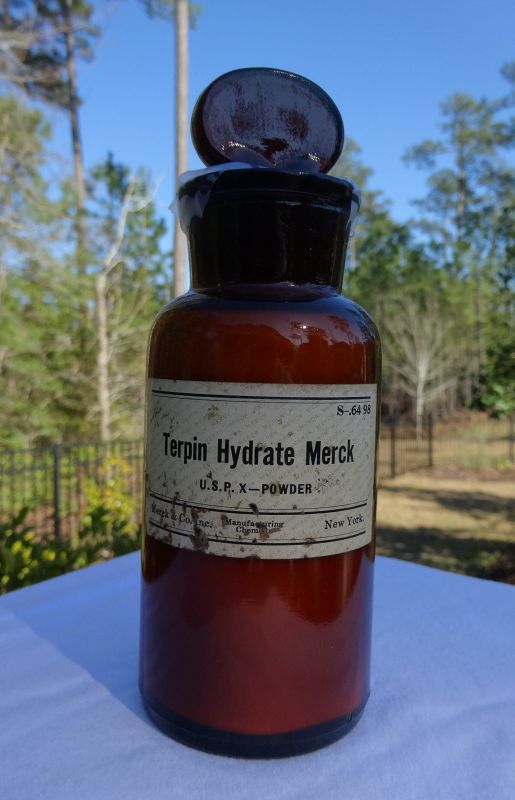 S–.64 98
Terpin Hydrate Merck
U.S.P. X—POWDER
Merck & Co. Inc. Manufacturing Chemists New York